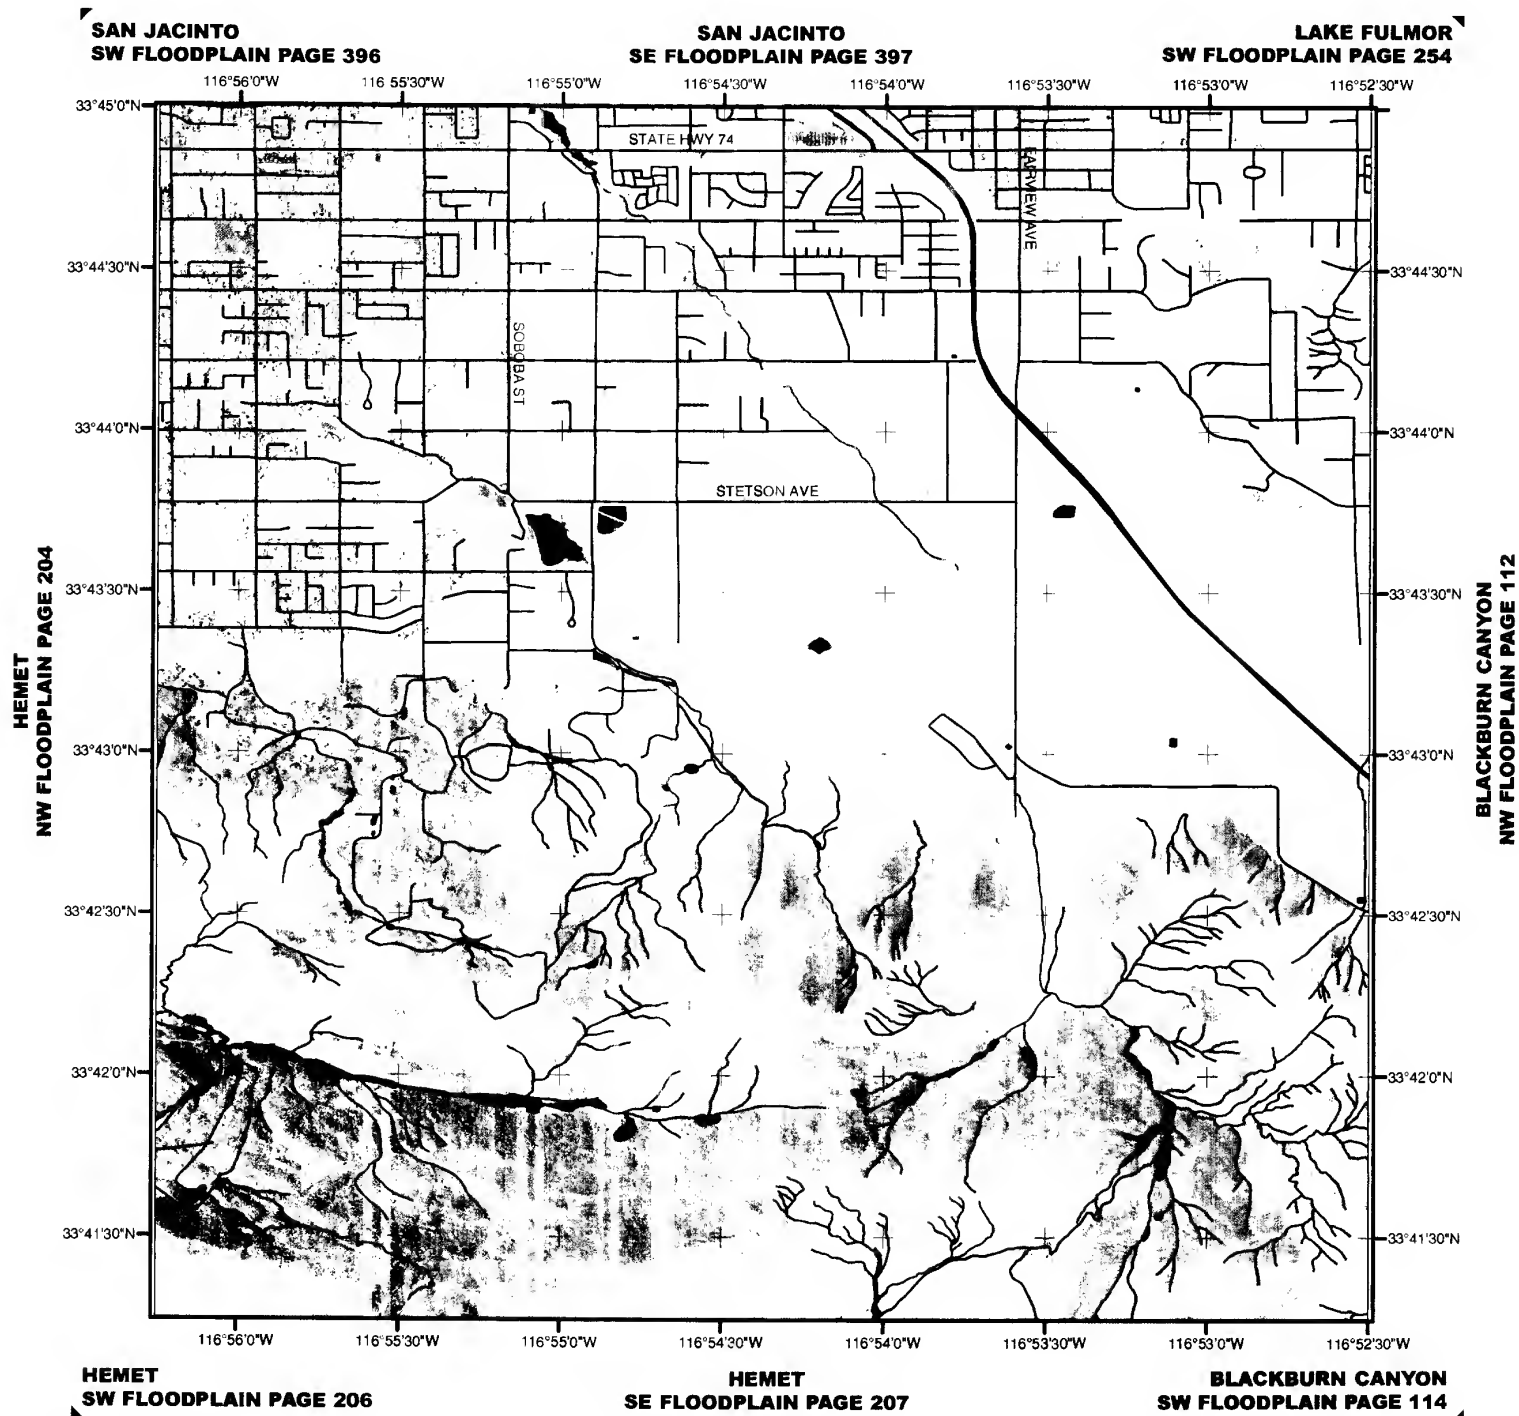 SAN JACINTO
SW FLOODPLAIN PAGE 396
SAN JACINTO
SE FLOODPLAIN PAGE 397
LAKE FULMOR
SW FLOODPLAIN PAGE 254
116°56'0"W
116°55'30"W
116°55'0"W
116°54'30"W
116°54'0"W
116°53'30"W
116°53'0"W
116°52'30"W
33°45'0"N
STATE HWY 74
FAIRVIEW AVE
33°44'30"N
33°44'30"N
SOBOBA ST
33°44'0"N
33°44'0"N
STETSON AVE
HEMET
NW FLOODPLAIN PAGE 204
33°43'30"N
33°43'30"N
BLACKBURN CANYON
NW FLOODPLAIN PAGE 112
33°43'0"N
33°43'0"N
33°42'30"N
33°42'30"N
33°42'0"N
33°42'0"N
33°41'30"N
33°41'30"N
116°56'0"W
116°55'30"W
116°55'0"W
116°54'30"W
116°54'0"W
116°53'30"W
116°53'0"W
116°52'30"W
HEMET
SW FLOODPLAIN PAGE 206
HEMET
SE FLOODPLAIN PAGE 207
BLACKBURN CANYON
SW FLOODPLAIN PAGE 114